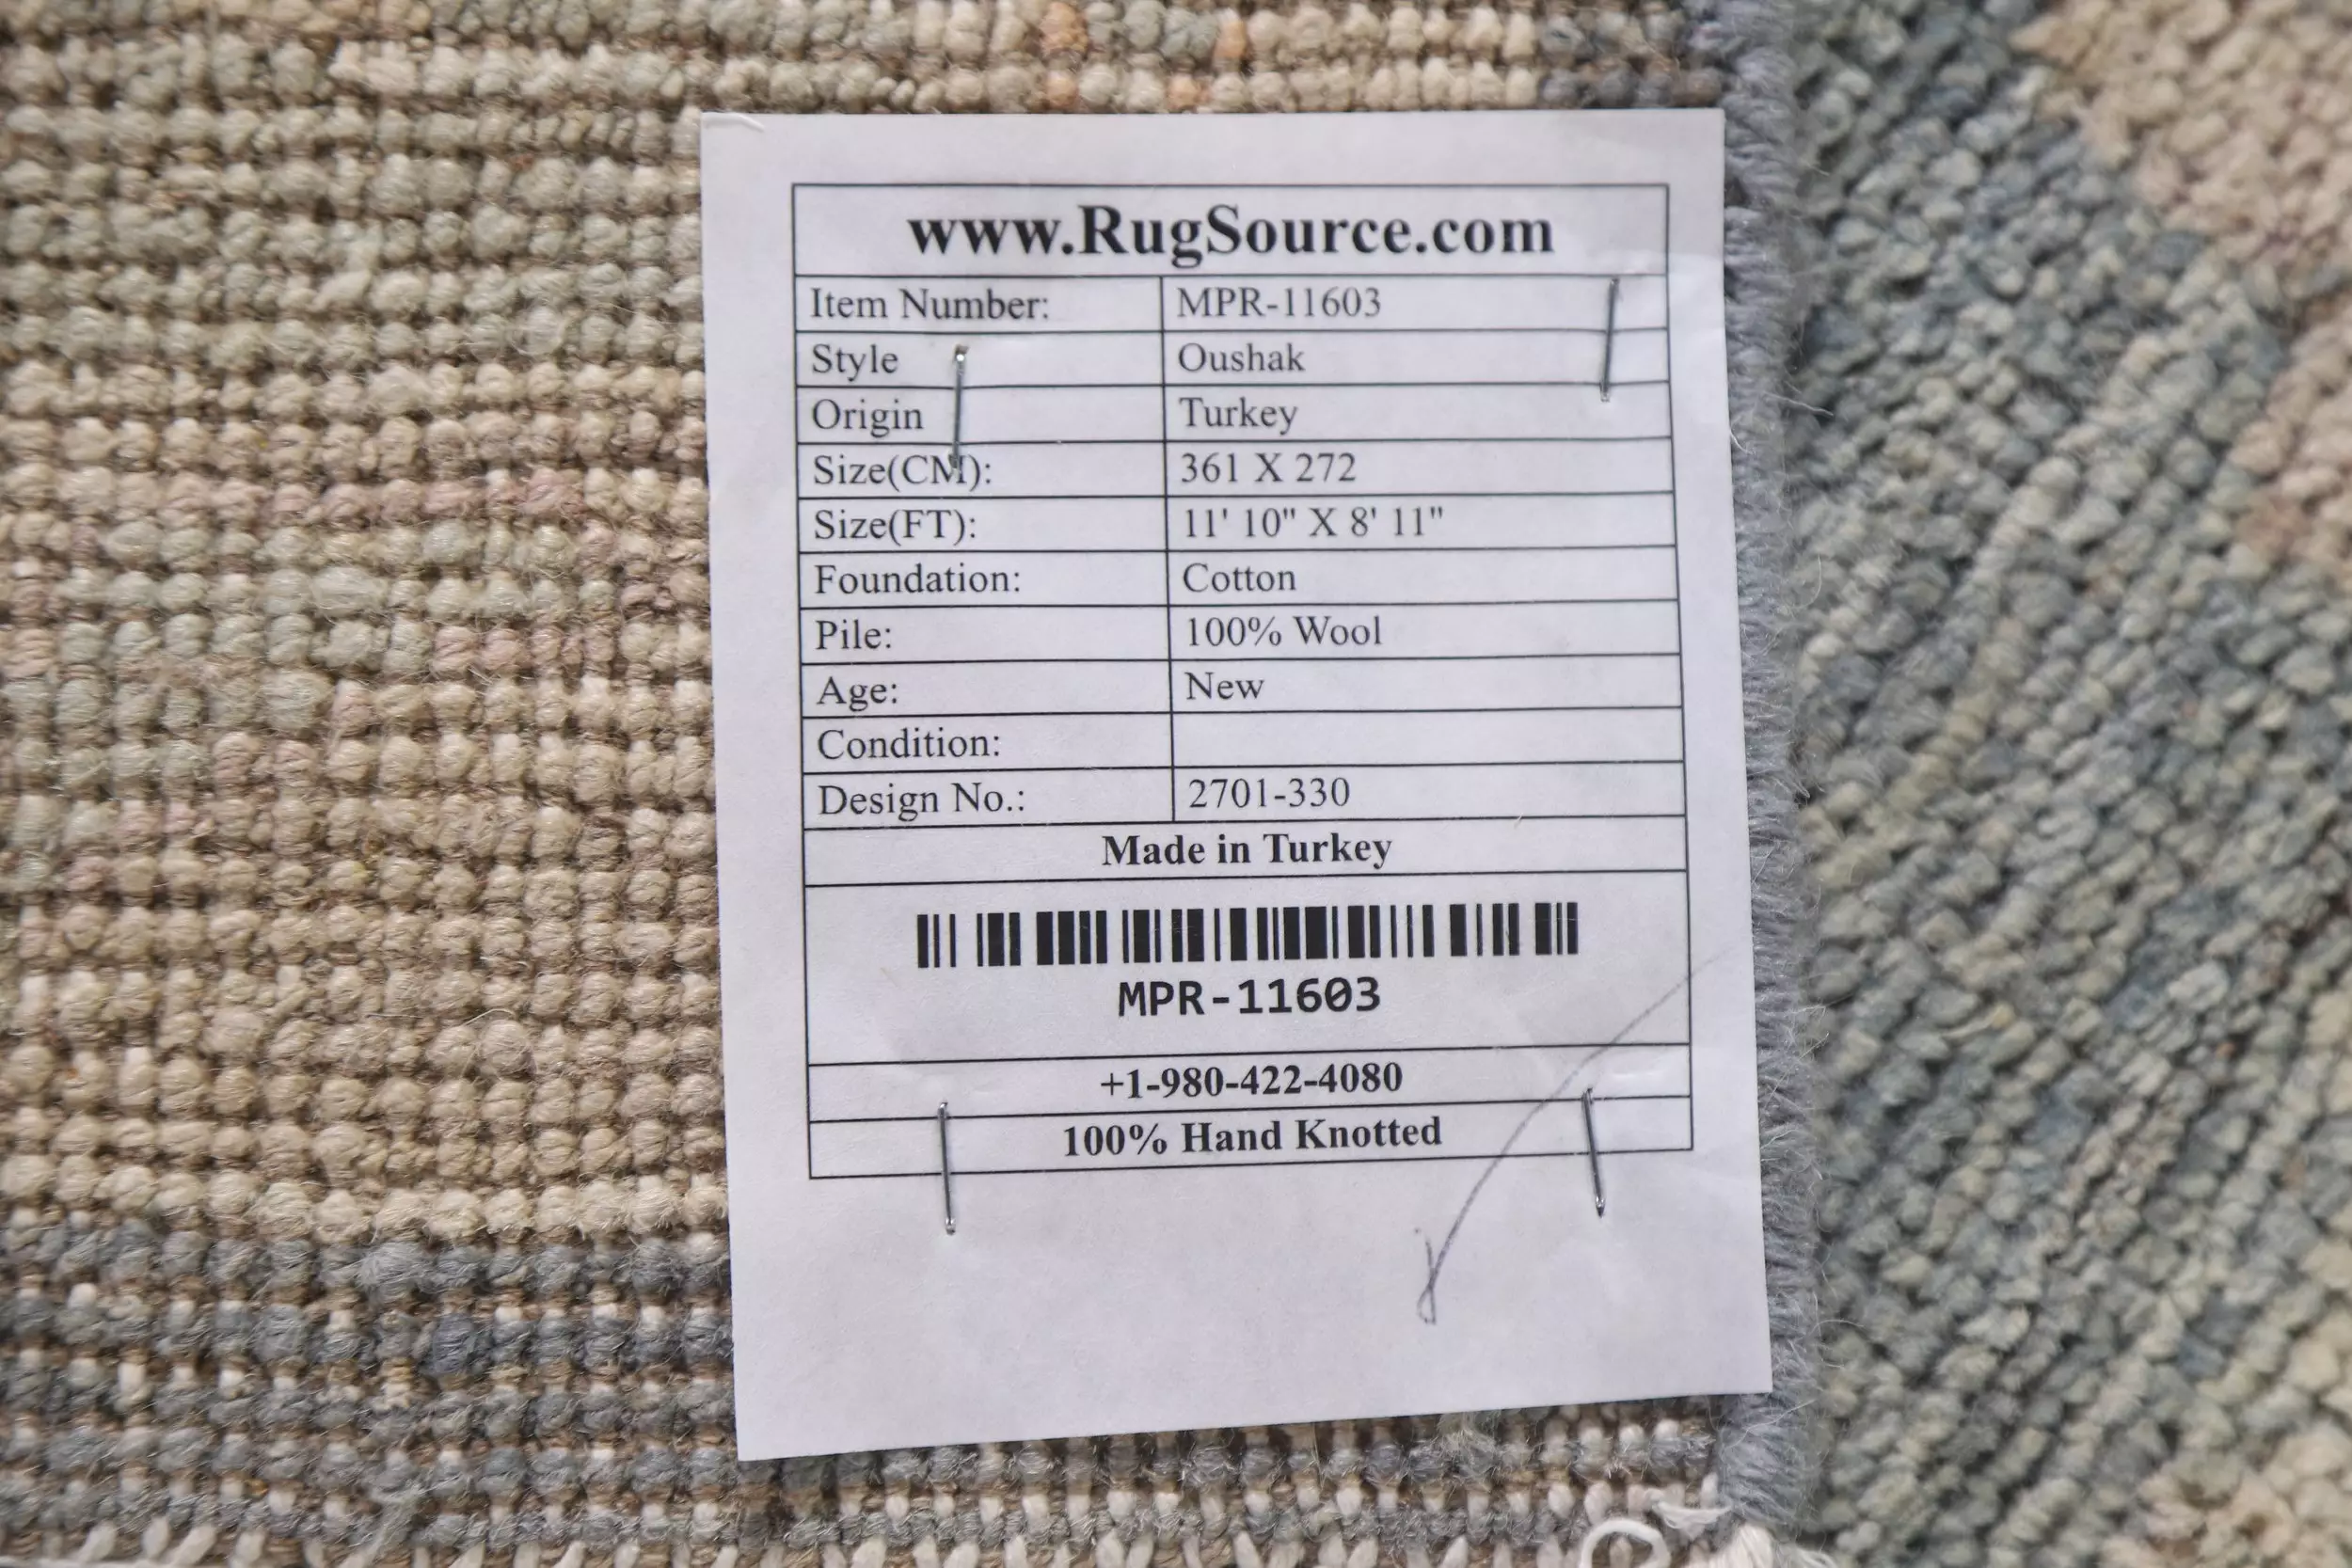 www.RugSource.com
Item Number: MPR-11603
Style Oushak
Origin Turkey
Size(CM): 361 X 272
Size(FT): 11' 10" X 8' 11"
Foundation: Cotton
Pile: 100% Wool
Age: New
Condition:
Design No.: 2701-330
Made in Turkey
MPR-11603
+1-980-422-4080
100% Hand Knotted